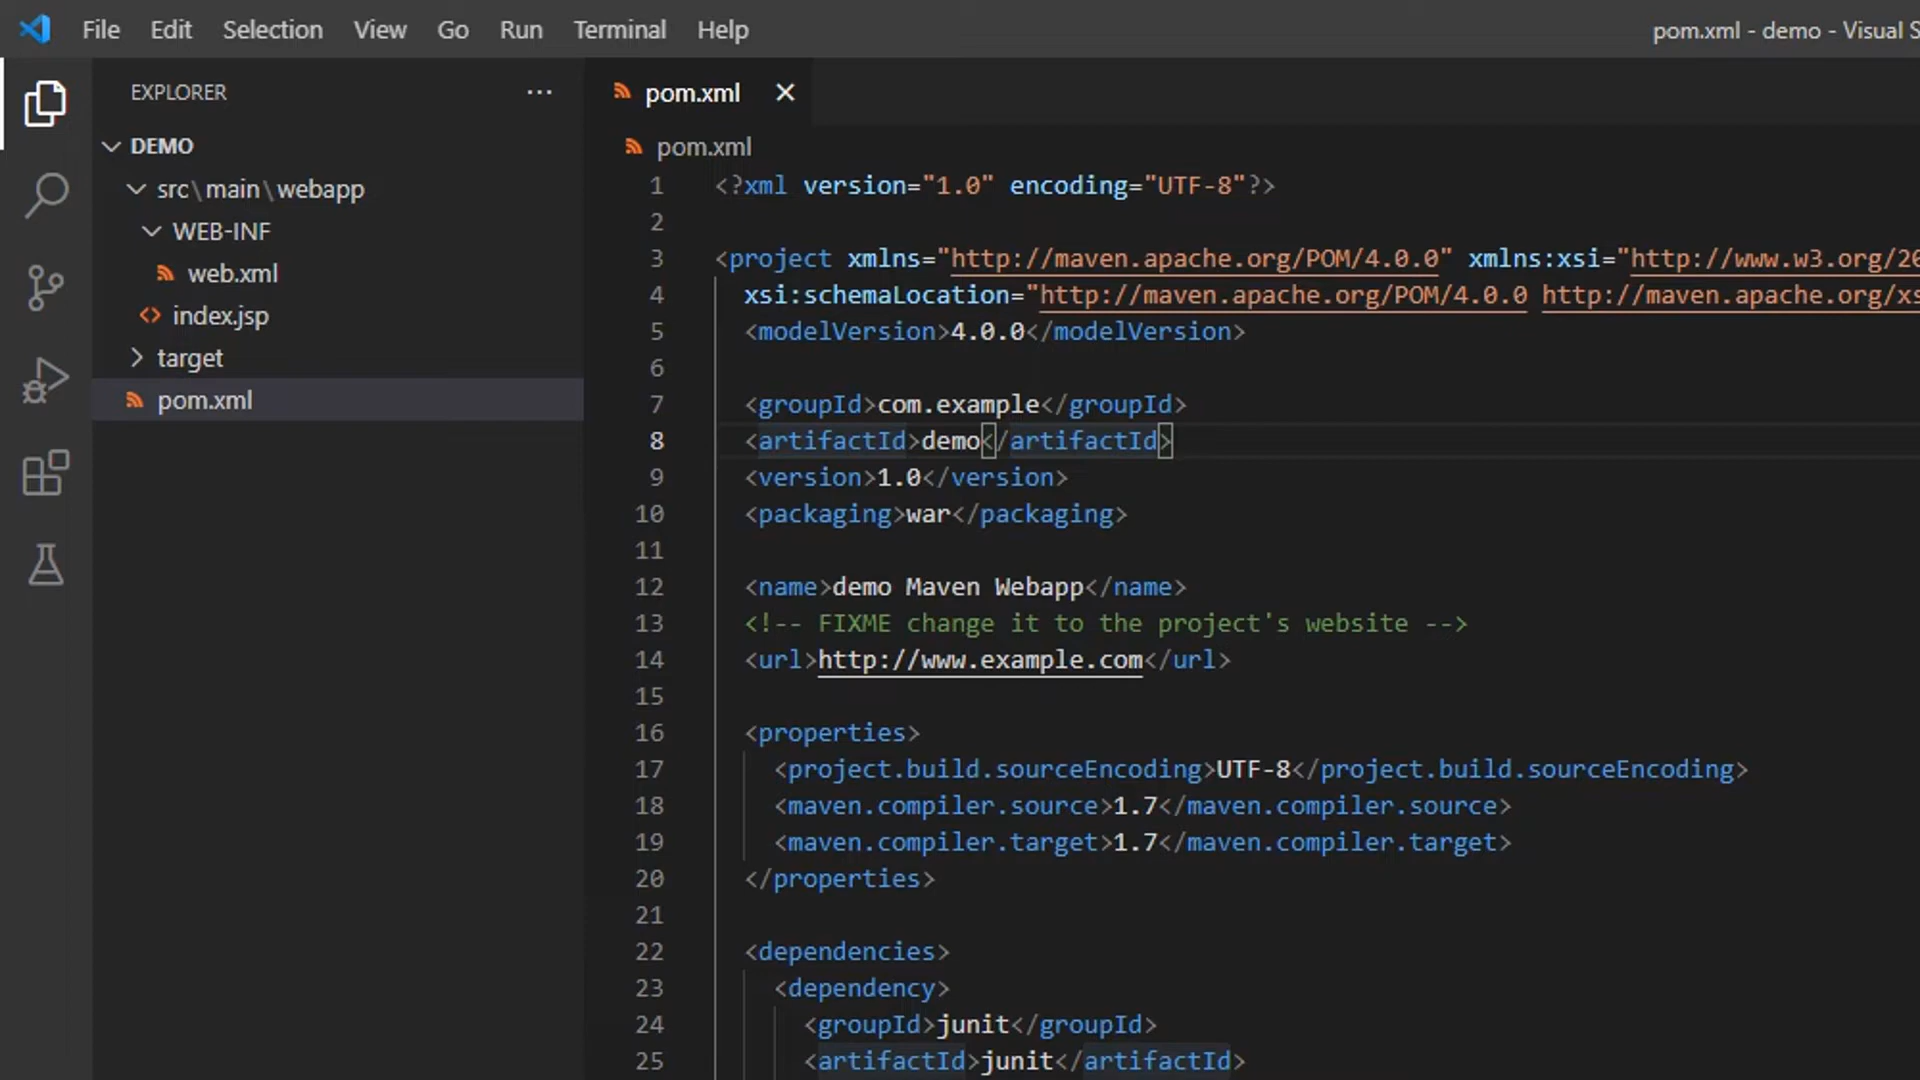 File Edit Selection View Go Run Terminal Help
pom.xml - demo - Visual S
EXPLORER ···
DEMO
src\main\webapp
WEB-INF
web.xml
index.jsp
target
pom.xml
pom.xml
pom.xml
1 <?xml version="1.0" encoding="UTF-8"?>
2
3 <project xmlns="http://maven.apache.org/POM/4.0.0" xmlns:xsi="http://www.w3.org/20
4 xsi:schemaLocation="http://maven.apache.org/POM/4.0.0 http://maven.apache.org/xs
5 <modelVersion>4.0.0</modelVersion>
6
7 <groupId>com.example</groupId>
8 <artifactId>demo</artifactId>
9 <version>1.0</version>
10 <packaging>war</packaging>
11
12 <name>demo Maven Webapp</name>
13 <!-- FIXME change it to the project's website -->
14 <url>http://www.example.com</url>
15
16 <properties>
17 <project.build.sourceEncoding>UTF-8</project.build.sourceEncoding>
18 <maven.compiler.source>1.7</maven.compiler.source>
19 <maven.compiler.target>1.7</maven.compiler.target>
20 </properties>
21
22 <dependencies>
23 <dependency>
24 <groupId>junit</groupId>
25 <artifactId>junit</artifactId>